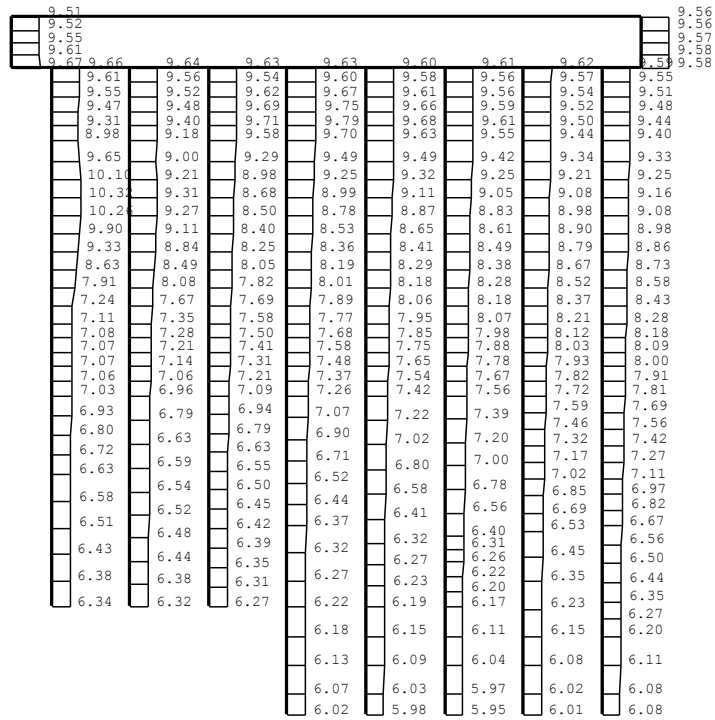 9.51 9.56
9.52 9.56
9.55 9.57
9.61 9.58
9.67 9.66 9.64 9.63 9.63 9.60 9.61 9.62 9.59 9.58
9.61 9.56 9.54 9.60 9.58 9.56 9.57 9.55
9.55 9.52 9.62 9.67 9.61 9.56 9.54 9.51
9.47 9.48 9.69 9.75 9.66 9.59 9.52 9.48
9.31 9.40 9.71 9.79 9.68 9.61 9.50 9.44
8.98 9.18 9.58 9.70 9.63 9.55 9.44 9.40
9.65 9.00 9.29 9.49 9.49 9.42 9.34 9.33
10.10 9.21 8.98 9.25 9.32 9.25 9.21 9.25
10.32 9.31 8.68 8.99 9.11 9.05 9.08 9.16
10.26 9.27 8.50 8.78 8.87 8.83 8.98 9.08
9.90 9.11 8.40 8.53 8.65 8.61 8.90 8.98
9.33 8.84 8.25 8.36 8.41 8.49 8.79 8.86
8.63 8.49 8.05 8.19 8.29 8.38 8.67 8.73
7.91 8.08 7.82 8.01 8.18 8.28 8.52 8.58
7.24 7.67 7.69 7.89 8.06 8.18 8.37 8.43
7.11 7.35 7.58 7.77 7.95 8.07 8.21 8.28
7.08 7.28 7.50 7.68 7.85 7.98 8.12 8.18
7.07 7.21 7.41 7.58 7.75 7.88 8.03 8.09
7.07 7.14 7.31 7.48 7.65 7.78 7.93 8.00
7.06 7.06 7.21 7.37 7.54 7.67 7.82 7.91
7.03 6.96 7.09 7.26 7.42 7.56 7.72 7.81
6.93 6.79 6.94 7.07 7.22 7.39 7.59 7.69
7.46 7.56
6.80 6.63 6.79 6.90 7.02 7.20 7.32 7.42
6.72 6.59 6.63 6.71 6.80 7.00 7.17 7.27
6.63 6.54 6.55 6.52 6.58 6.78 7.02 7.11
6.50 6.85 6.97
6.58 6.52 6.45 6.44 6.41 6.56 6.69 6.82
6.51 6.48 6.42 6.37 6.32 6.40 6.53 6.67
6.43 6.44 6.39 6.32 6.27 6.31 6.45 6.56
6.35 6.26 6.50
6.38 6.38 6.31 6.27 6.23 6.22 6.35 6.44
6.20 6.35
6.34 6.32 6.27 6.22 6.19 6.17 6.23 6.27
6.18 6.15 6.11 6.15 6.20
6.13 6.09 6.04 6.08 6.11
6.07 6.03 5.97 6.02 6.08
6.02 5.98 5.95 6.01 6.08